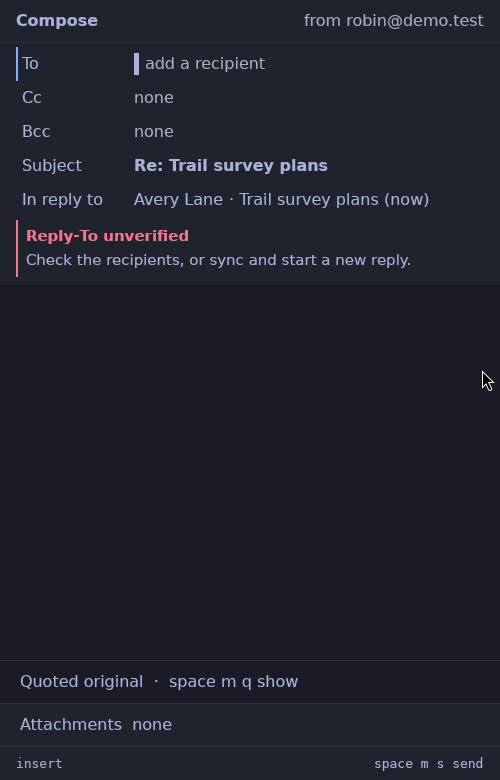 Compose from robin@demo.test
To add a recipient
Cc none
Bcc none
Subject Re: Trail survey plans
In reply to Avery Lane · Trail survey plans (now)
Reply-To unverified
Check the recipients, or sync and start a new reply.
Quoted original · space m q show
Attachments none
insert space m s send